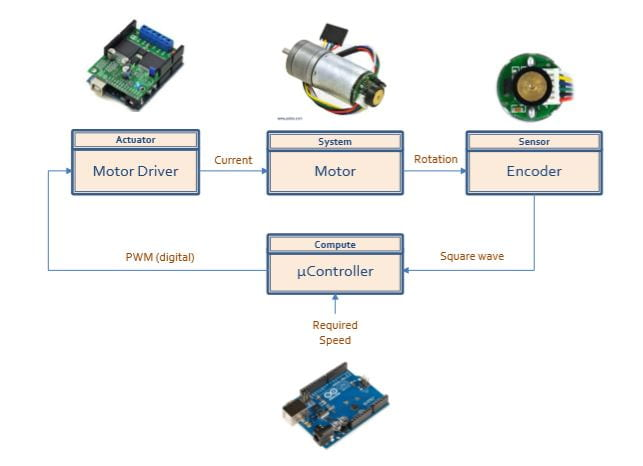 Actuator
Motor Driver
Current
System
Motor
Rotation
Sensor
Encoder
PWM (digital)
Compute
µController
Square wave
Required
Speed